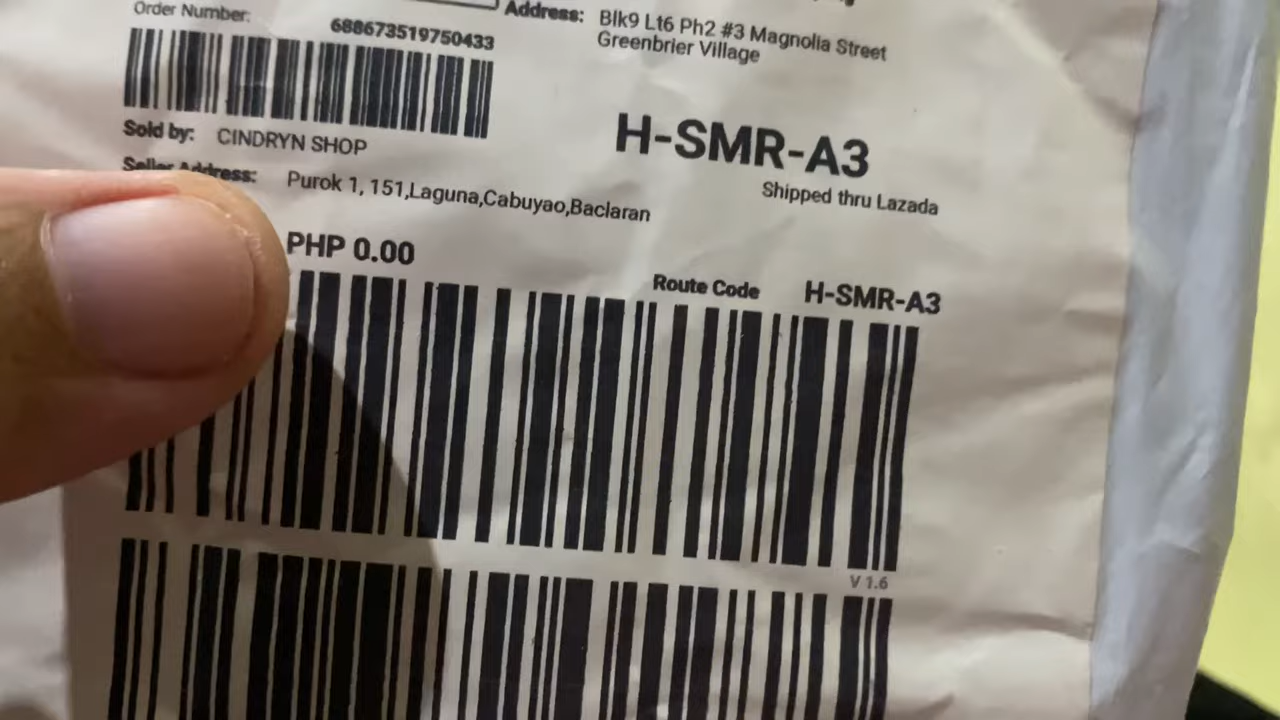 Order Number:
688673519750433
Address: Blk9 Lt6 Ph2 #3 Magnolia Street
Greenbrier Village
Sold by: CINDRYN SHOP
H-SMR-A3
Shipped thru Lazada
Seller Address: Purok 1, 151,Laguna,Cabuyao,Baclaran
PHP 0.00
Route Code H-SMR-A3
V 1.6